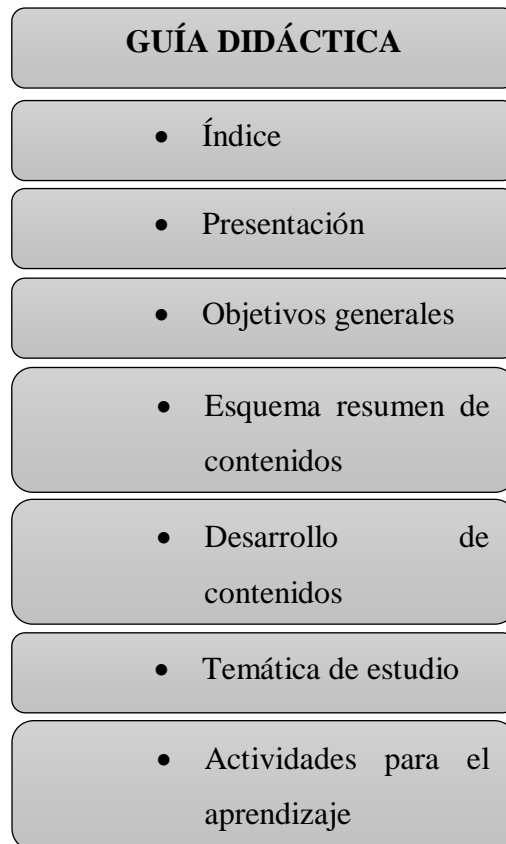 GUÍA DIDÁCTICA
• Índice
• Presentación
• Objetivos generales
• Esquema resumen de
contenidos
• Desarrollo de
contenidos
• Temática de estudio
• Actividades para el
aprendizaje